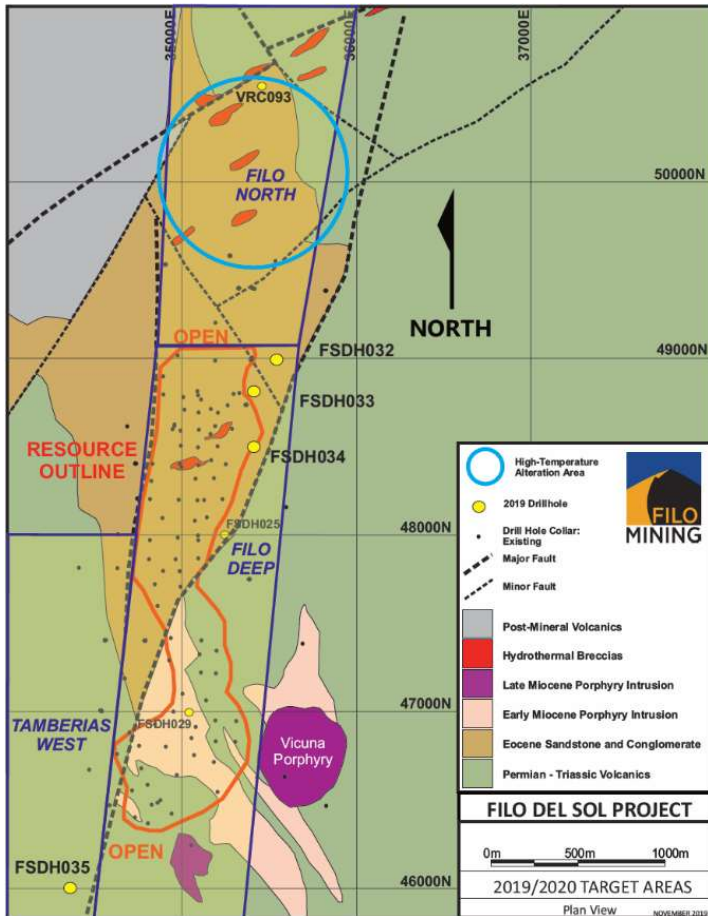 35000E
36000E
37000E
VRC093
FILO
NORTH
50000N
NORTH
OPEN
FSDH032
49000N
FSDH033
RESOURCE
OUTLINE
FSDH034
FSDH025
48000N
FILO
DEEP
47000N
TAMBERIAS
WEST
FSDH029
Vicuna
Porphyry
OPEN
FSDH035
46000N
High-Temperature
Alteration Area
2019 Drillhole
Drill Hole Collar:
Existing
Major Fault
Minor Fault
FILO
MINING
Post-Mineral Volcanics
Hydrothermal Breccias
Late Miocene Porphyry Intrusion
Early Miocene Porphyry Intrusion
Eocene Sandstone and Conglomerate
Permian - Triassic Volcanics
FILO DEL SOL PROJECT
0m 500m 1000m
2019/2020 TARGET AREAS
Plan View
NOVEMBER 2019